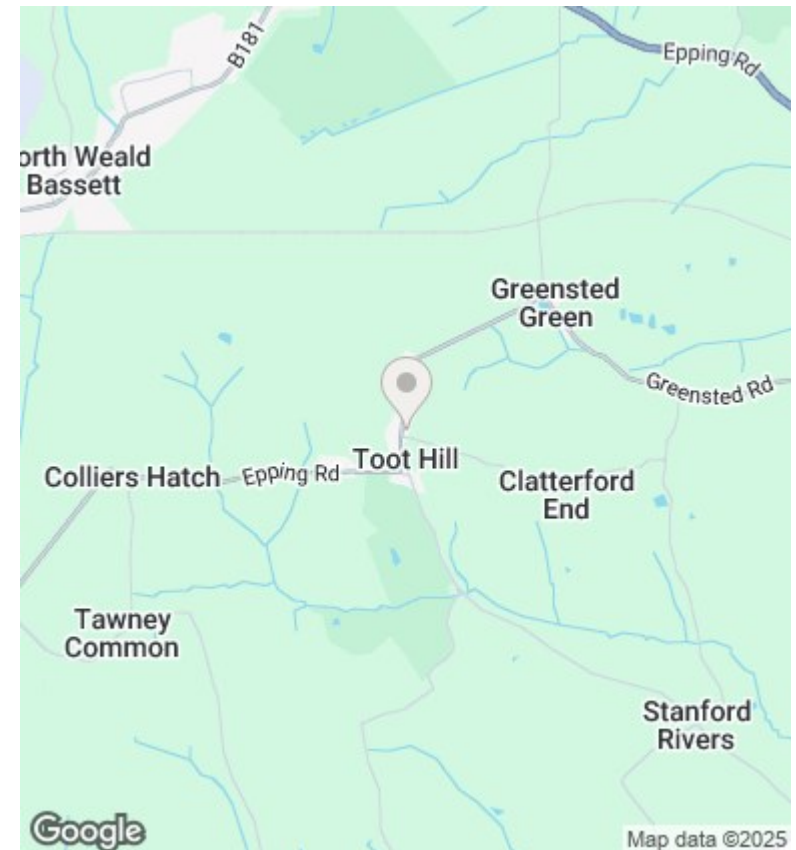 B181
Epping Rd
orth Weald
Bassett
Greensted
Green
Greensted Rd
Toot Hill
Colliers Hatch
Epping Rd
Clatterford
End
Tawney
Common
Stanford
Rivers
Google
Map data ©2025